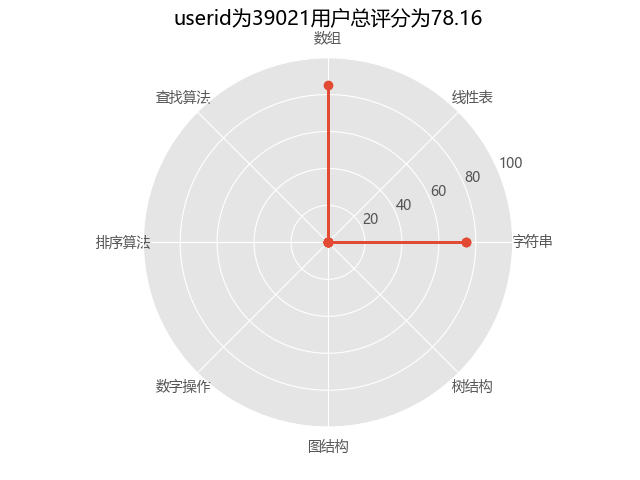 userid为39021用户总评分为78.16
数组
查找算法
线性表
100
80
60
40
20
排序算法
字符串
数字操作
树结构
图结构